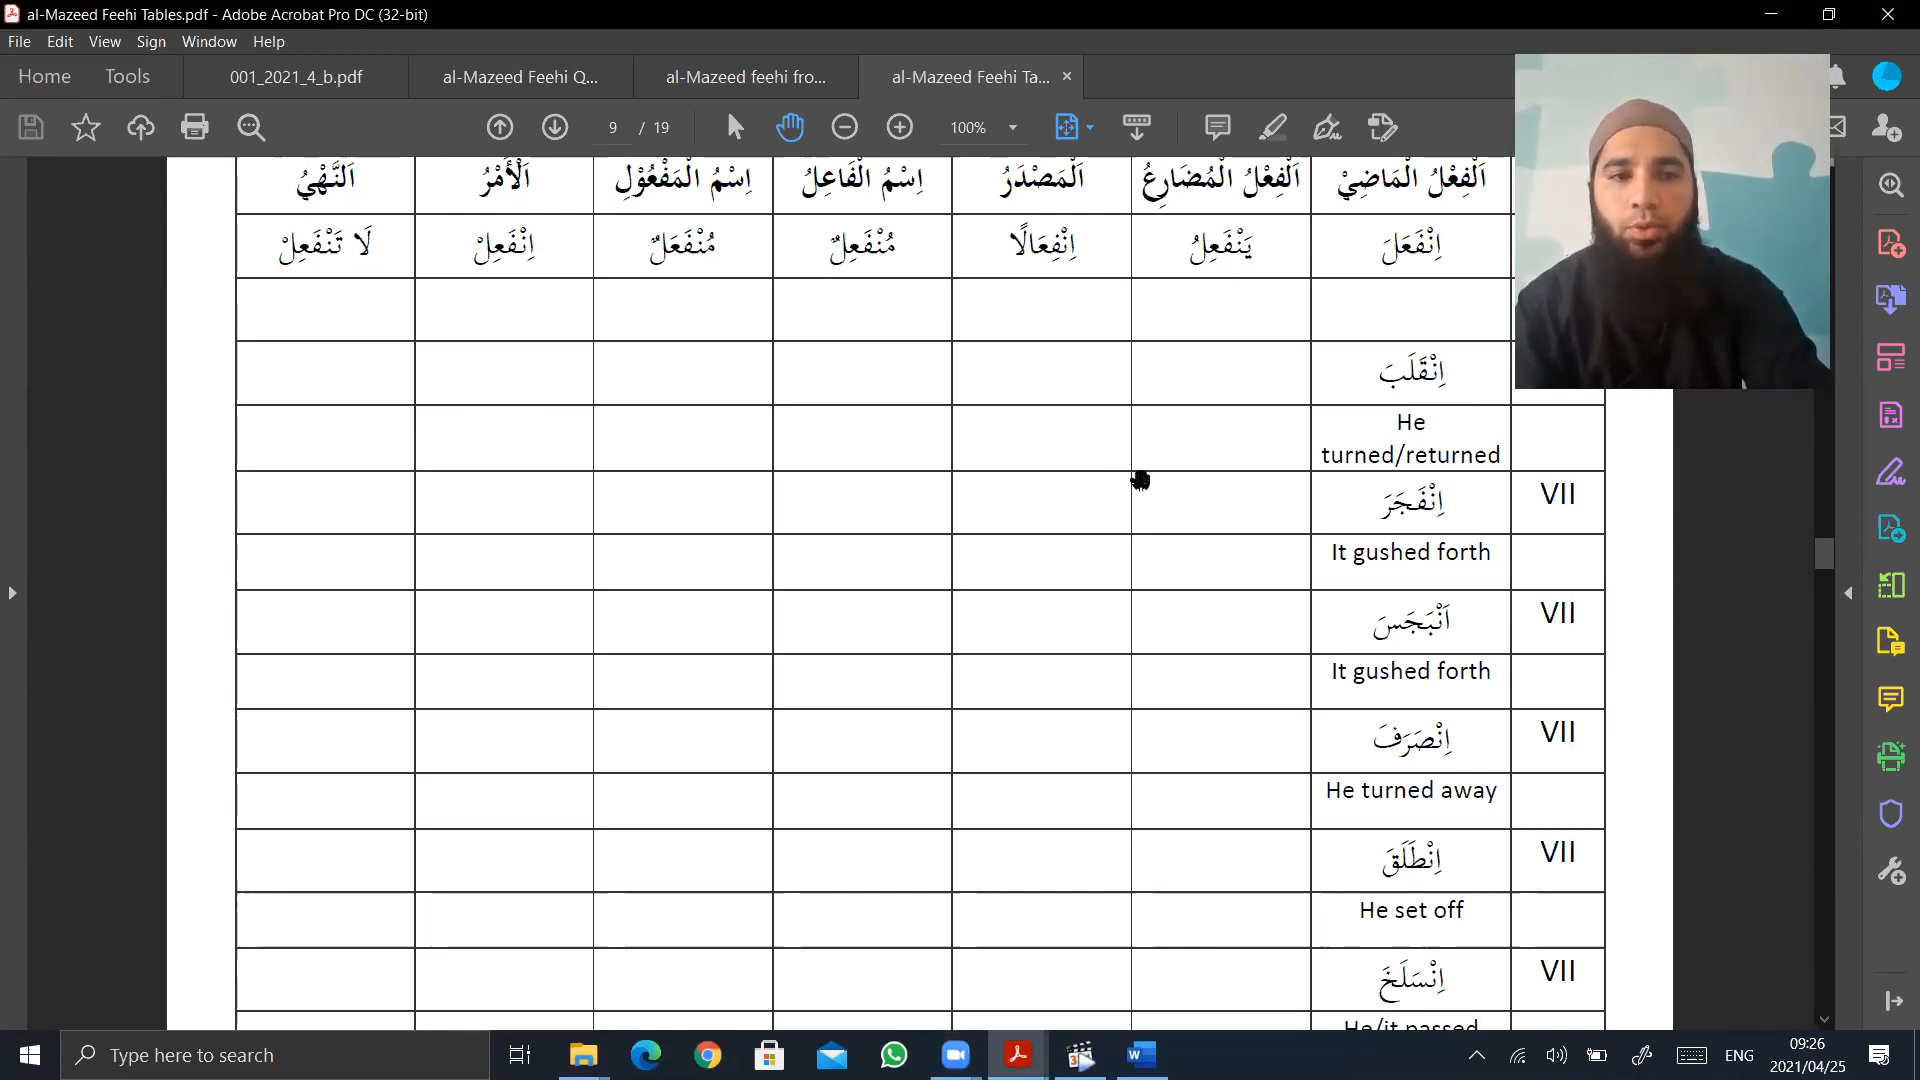 al-Mazeed Feehi Tables.pdf - Adobe Acrobat Pro DC (32-bit)
File Edit View Sign Window Help
Home Tools 001_2021_4_b.pdf al-Mazeed Feehi Q... al-Mazeed feehi fro... al-Mazeed Feehi Ta... ×
9 / 19 100%
اَلْفِعْلُ الْمَاضِيْ اَلْفِعْلُ الْمُضَارِعُ اَلْمَصْدَرُ اِسْمُ الْفَاعِلُ اِسْمُ الْمَفْعُوْلِ اَلْأَمْرُ اَلنَّهْيُ
اِنْفَعَلَ يَنْفَعِلُ اِنْفِعَالًا مُنْفَعِلٌ مُنْفَعَلٌ اِنْفَعِلْ لَا تَنْفَعِلْ
اِنْقَلَبَ
He
turned/returned
VII اِنْفَجَرَ
It gushed forth
VII اَنْبَجَسَ
It gushed forth
VII اِنْصَرَفَ
He turned away
VII اِنْطَلَقَ
He set off
VII اِنْسَلَخَ
He/it passed
Type here to search
ENG
09:26
2021/04/25